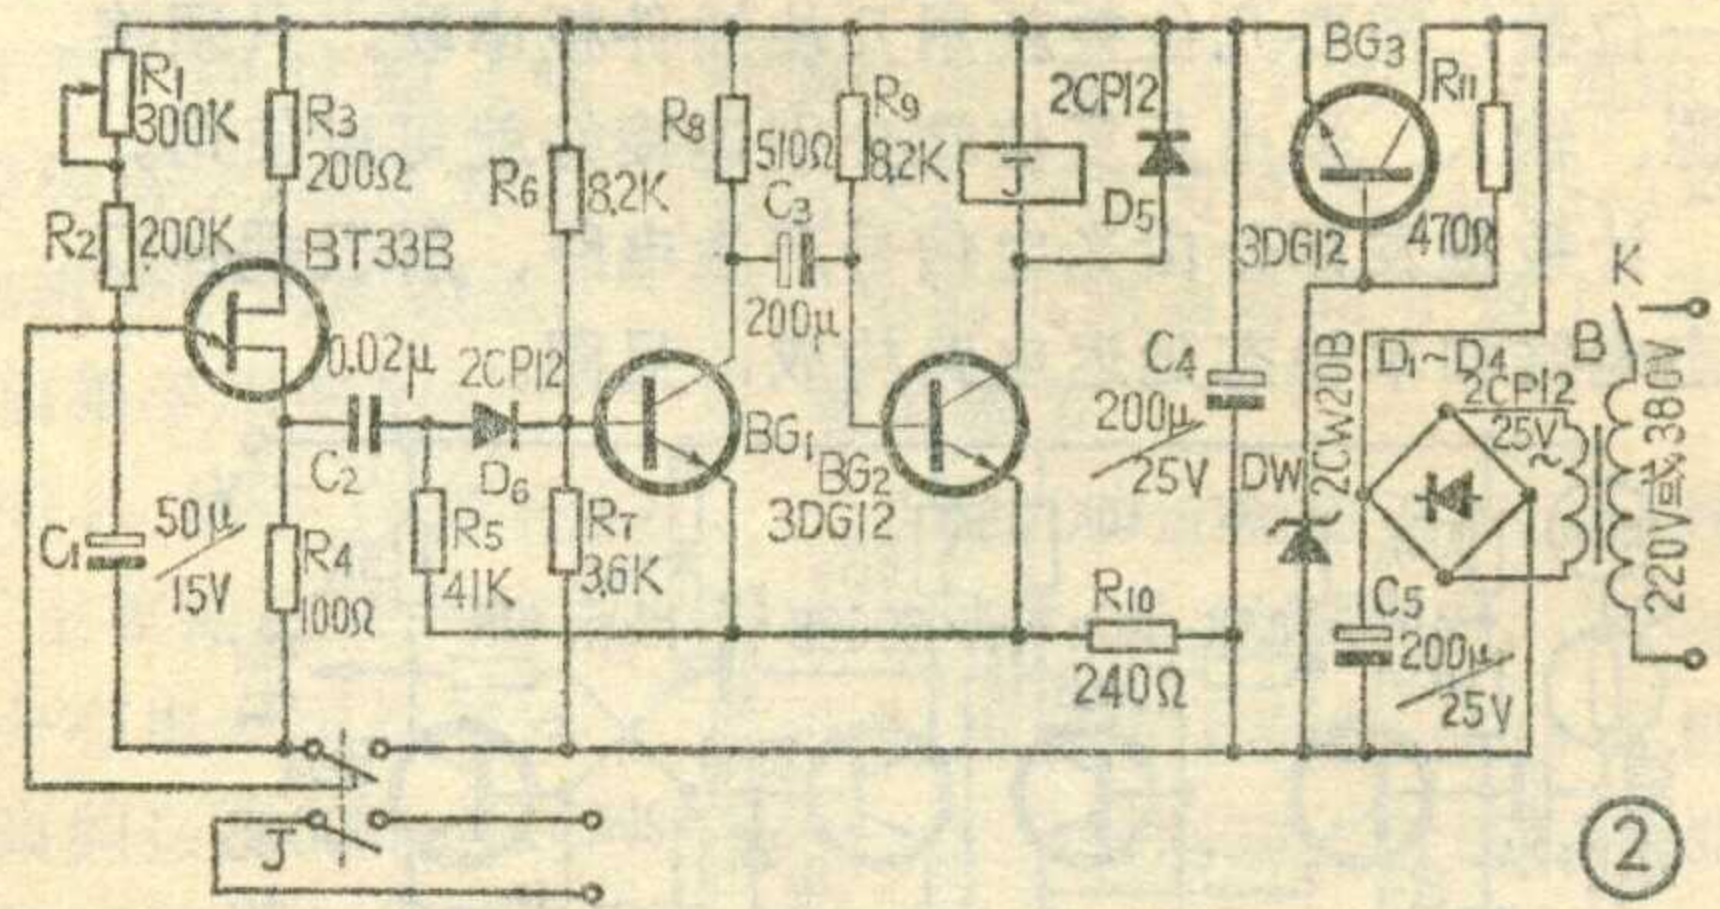 R1
300K
R2
200K
R3
200Ω
BT33B
C1
50μ
15V
R4
100Ω
0.02μ
C2
2CP12
D6
R5
41K
R6
8.2K
R7
3.6K
R8
510Ω
C3
200μ
R9
8.2K
BG1
BG2
3DG12
J
2CP12
D5
R10
240Ω
C4
200μ
25V
BG3
3DG12
R11
470Ω
DW
2CW20B
D1~D4
2CP12
25V
~
C5
200μ
25V
B
K
220V或380V
J
2